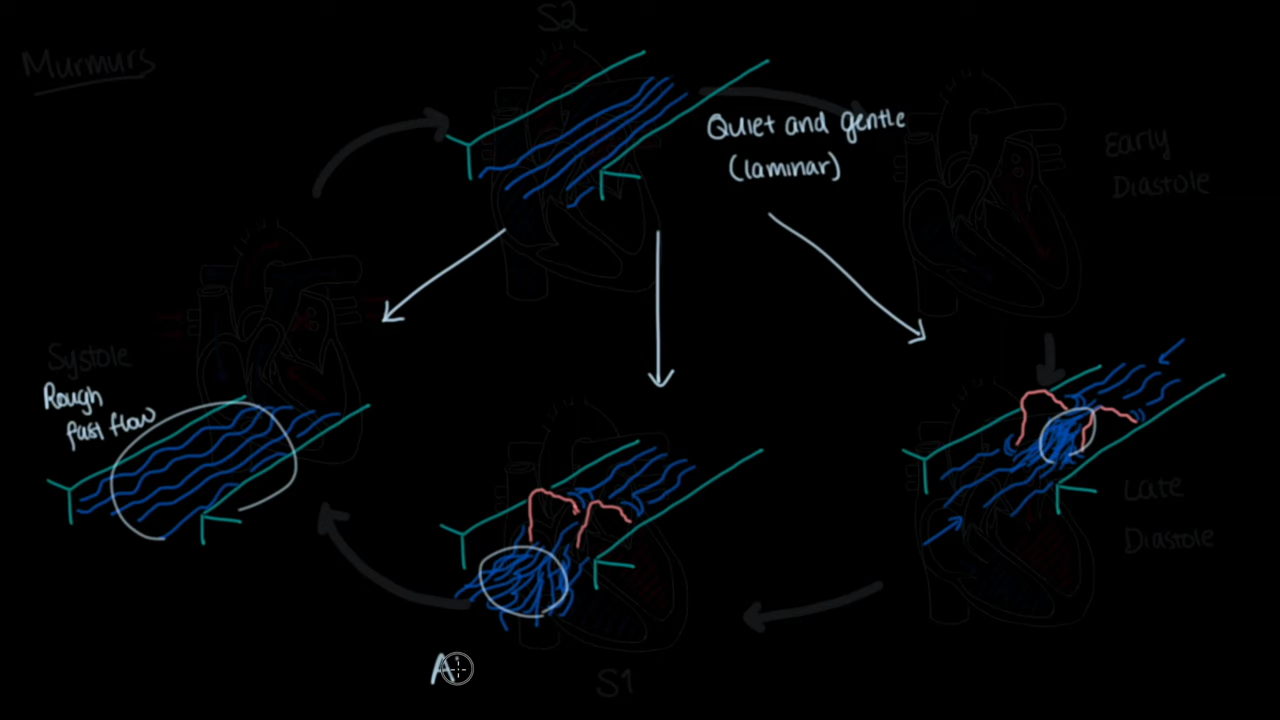 S2
Murmurs
Quiet and gentle
(laminar)
Early
Diastole
Systole
Rough
fast flow
Late
Diastole
A
S1